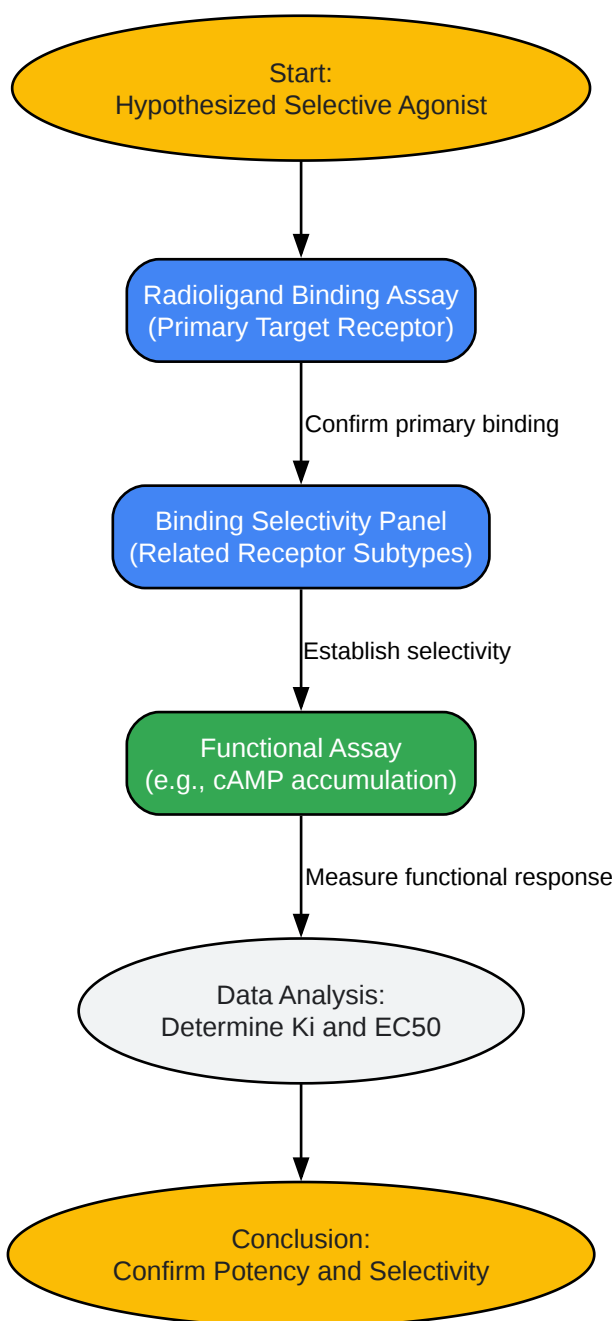 Start:
Hypothesized Selective Agonist
Radioligand Binding Assay
(Primary Target Receptor)
Confirm primary binding
Binding Selectivity Panel
(Related Receptor Subtypes)
Establish selectivity
Functional Assay
(e.g., cAMP accumulation)
Measure functional response
Data Analysis:
Determine Ki and EC50
Conclusion:
Confirm Potency and Selectivity